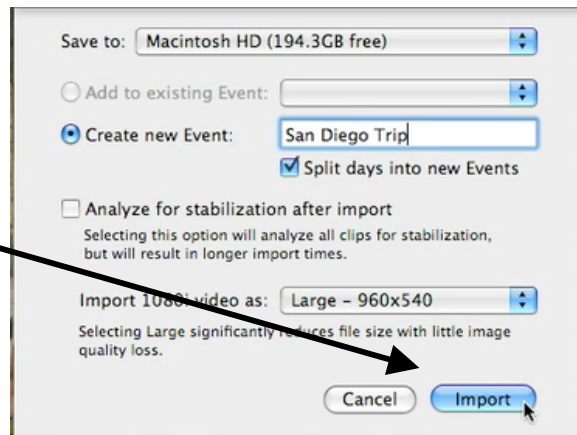 Save to: Macintosh HD (194.3GB free)
Add to existing Event:
Create new Event: San Diego Trip
Split days into new Events
Analyze for stabilization after import
Selecting this option will analyze all clips for stabilization,
but will result in longer import times.
Import 1080i video as: Large - 960x540
Selecting Large significantly reduces file size with little image
quality loss.
Cancel Import